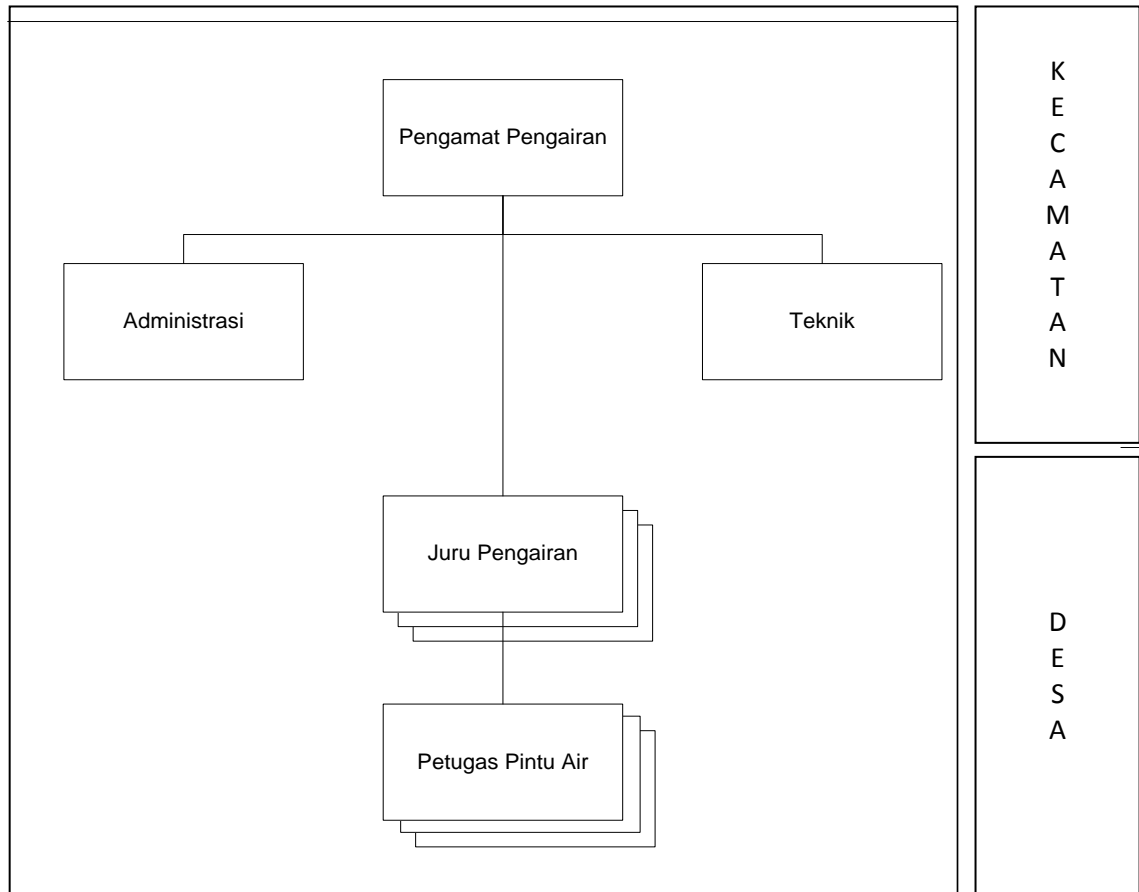 Pengamat Pengairan
Administrasi
Teknik
Juru Pengairan
Petugas Pintu Air
K
E
C
A
M
A
T
A
N
D
E
S
A